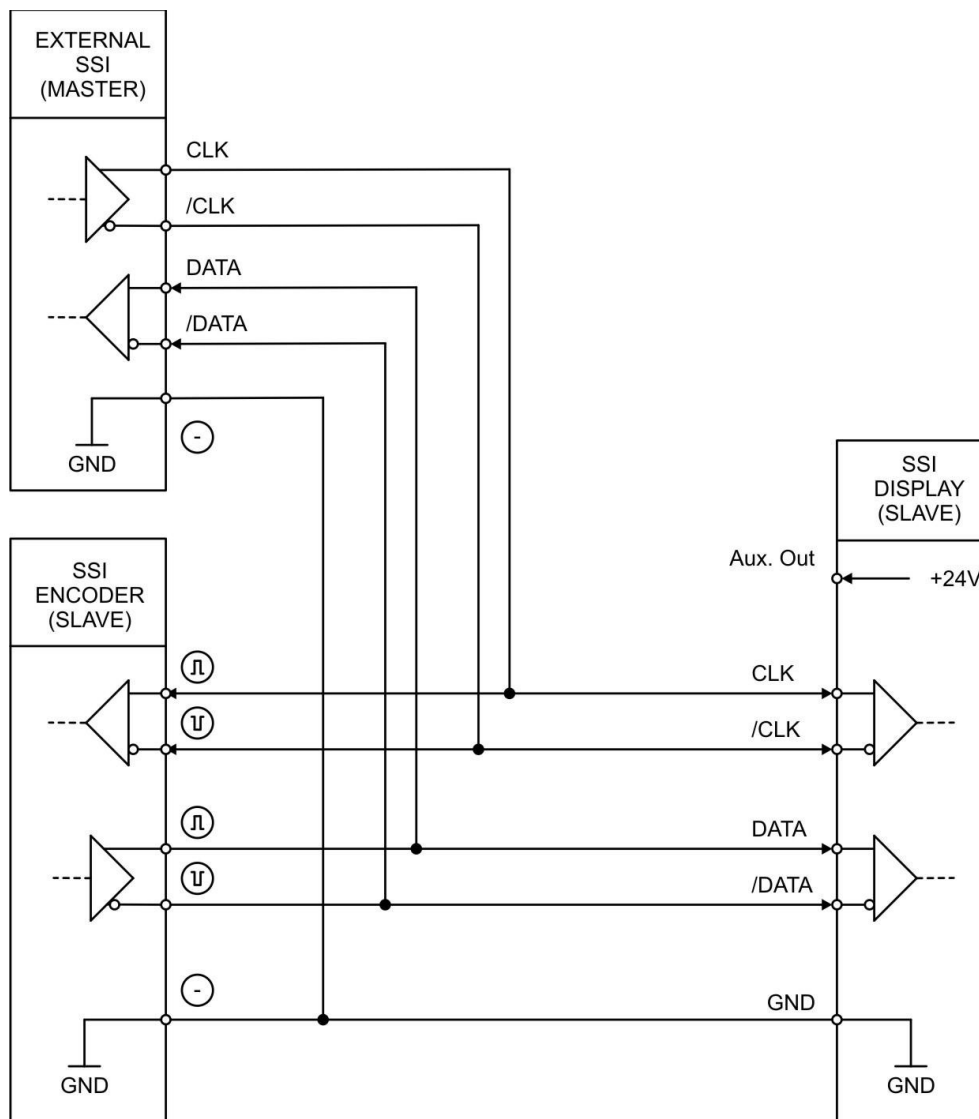 EXTERNAL
SSI
(MASTER)
CLK
/CLK
DATA
/DATA
-
GND
SSI
DISPLAY
(SLAVE)
Aux. Out
+24V
SSI
ENCODER
(SLAVE)
CLK
/CLK
DATA
/DATA
-
GND
GND
GND